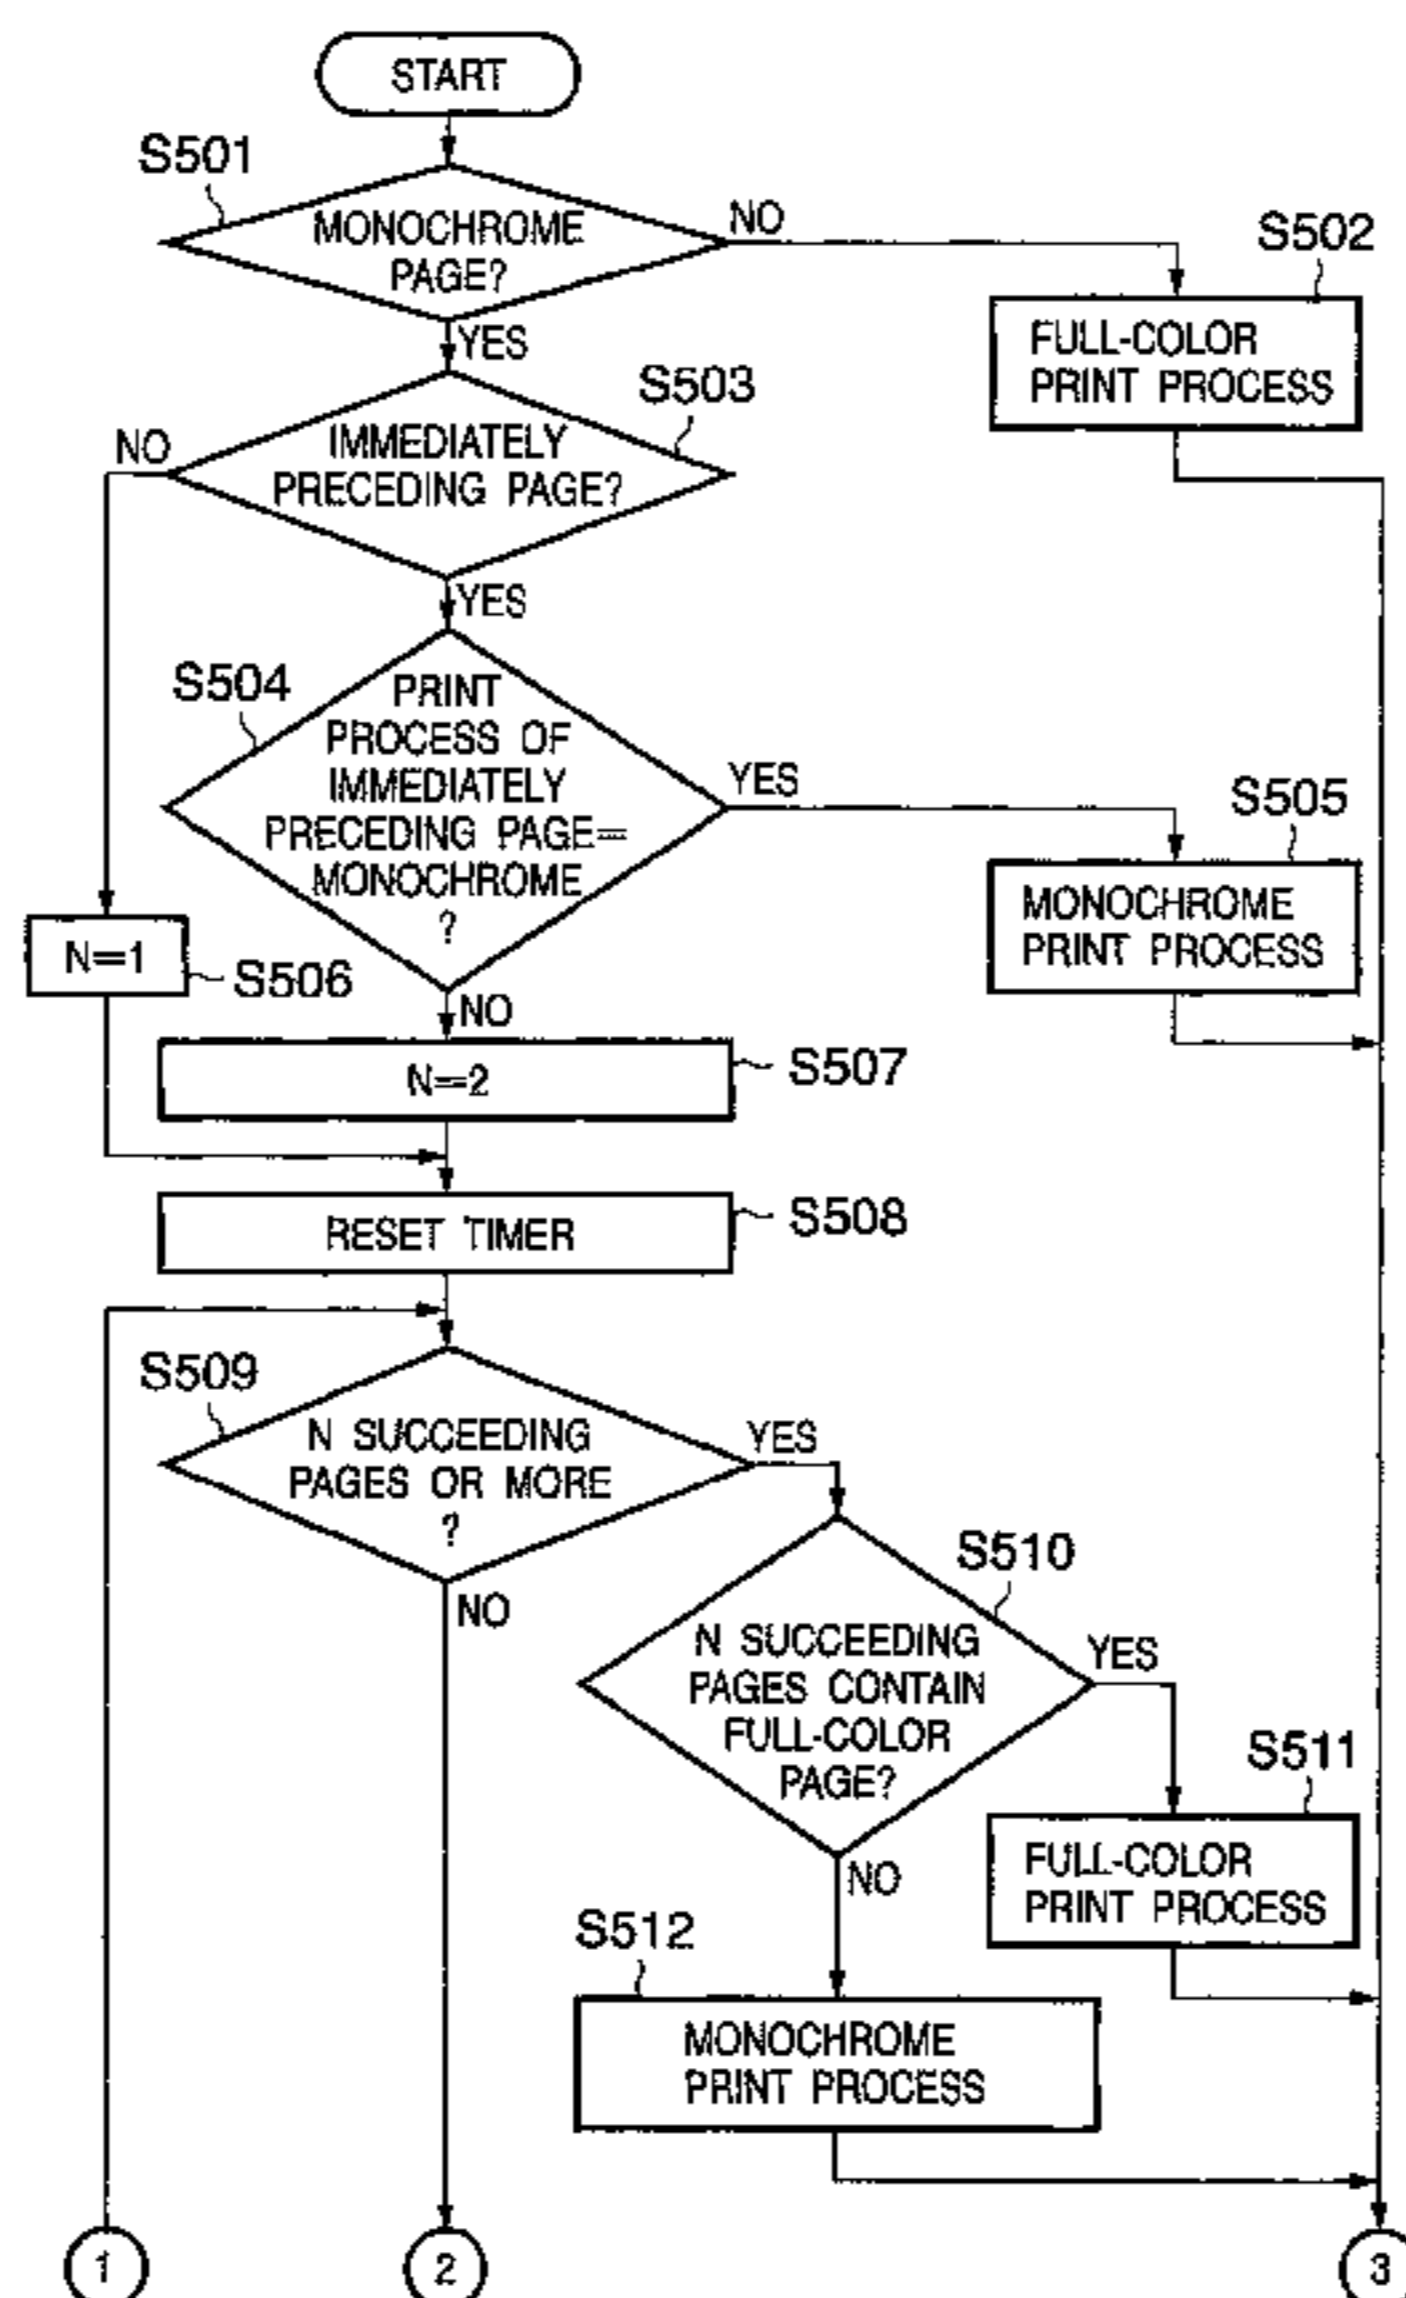 START
S501
MONOCHROME
PAGE?
NO
S502
FULL-COLOR
PRINT PROCESS
YES
S503
IMMEDIATELY
PRECEDING PAGE?
NO
YES
S504
PRINT
PROCESS OF
IMMEDIATELY
PRECEDING PAGE=
MONOCHROME
?
YES
S505
MONOCHROME
PRINT PROCESS
N=1
S506
NO
N=2
S507
RESET TIMER
S508
S509
N SUCCEEDING
PAGES OR MORE
?
YES
NO
S510
N SUCCEEDING
PAGES CONTAIN
FULL-COLOR
PAGE?
YES
S511
FULL-COLOR
PRINT PROCESS
NO
S512
MONOCHROME
PRINT PROCESS
1
2
3